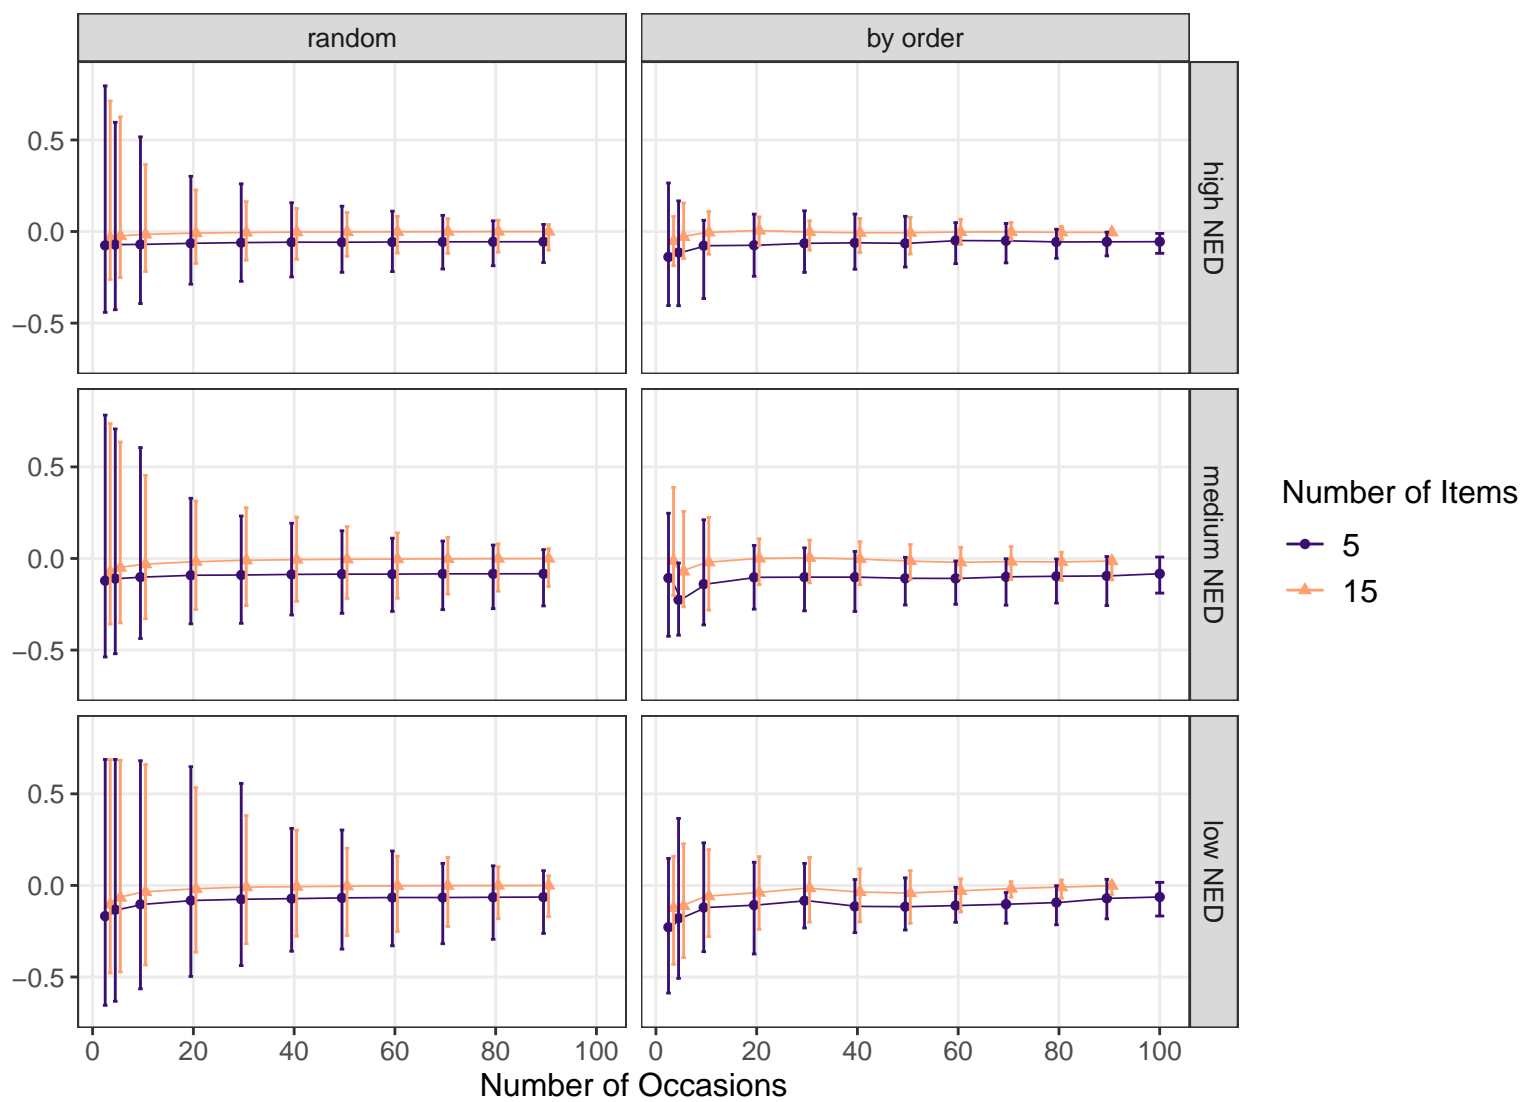 random
by order
0.5
0.0
−0.5
high NED
0.5
0.0
−0.5
medium NED
0.5
0.0
−0.5
low NED
0 20 40 60 80 100
0 20 40 60 80 100
Number of Occasions
Number of Items
5
15